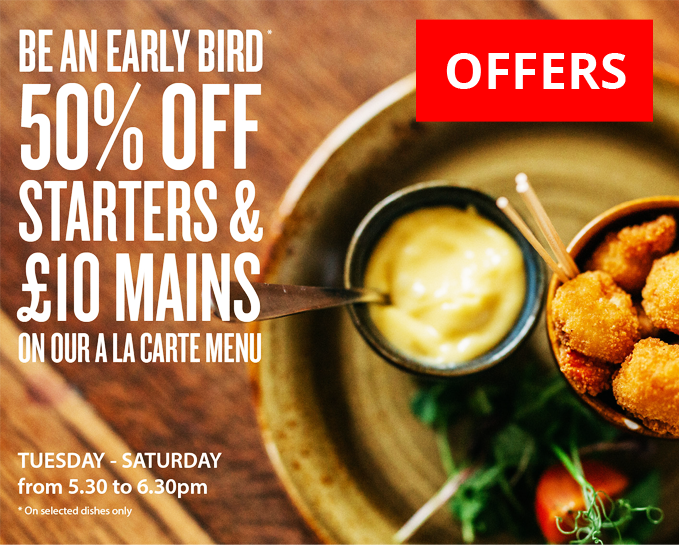 BE AN EARLY BIRD*
50% OFF
STARTERS &
£10 MAINS
ON OUR A LA CARTE MENU
OFFERS
TUESDAY - SATURDAY
from 5.30 to 6.30pm
* On selected dishes only